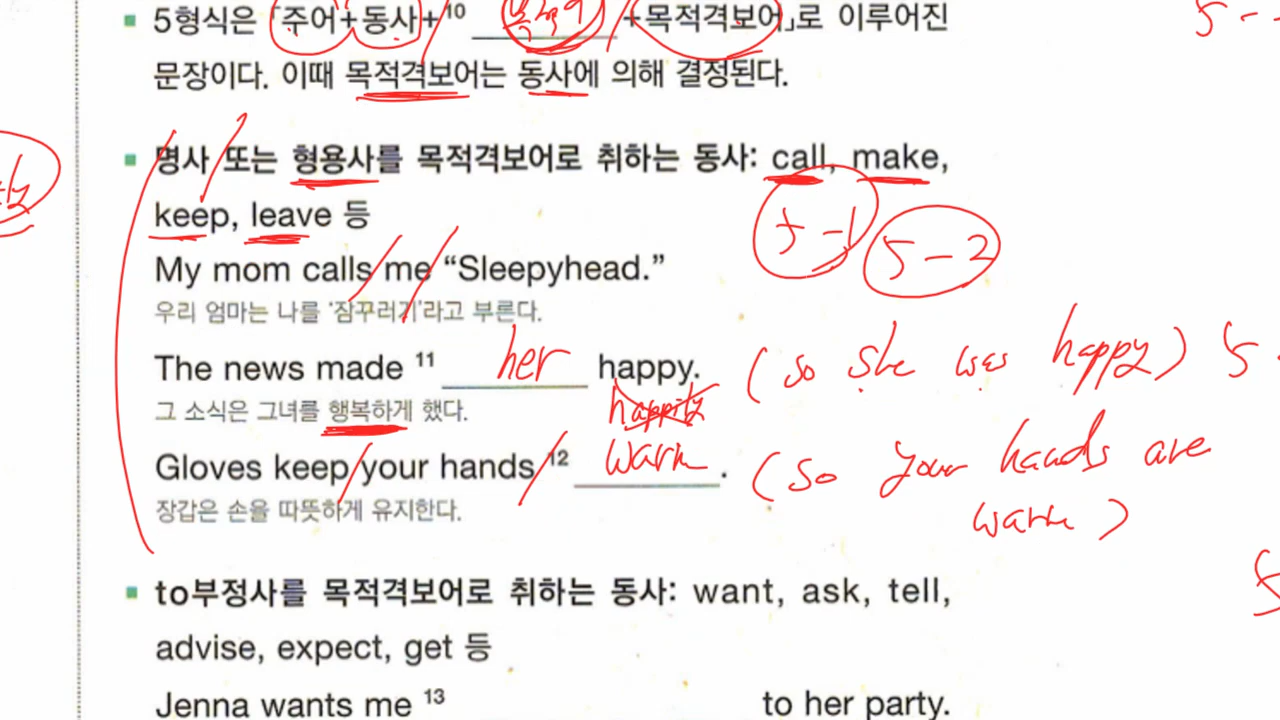 5형식은 「주어+동사+10 목적어 +목적격보어」로 이루어진
문장이다. 이때 목적격보어는 동사에 의해 결정된다.
명사 또는 형용사를 목적격보어로 취하는 동사: call, make,
keep, leave 등
5-1 5-2
My mom calls me “Sleepyhead.”
우리 엄마는 나를 ‘잠꾸러기’라고 부른다.
The news made 11 her happy. (so she was happy) 5
그 소식은 그녀를 행복하게 했다.
happily
Gloves keep your hands 12 warm . (so your hands are
warm)
장갑은 손을 따뜻하게 유지한다.
to부정사를 목적격보어로 취하는 동사: want, ask, tell,
advise, expect, get 등
Jenna wants me 13 to her party.